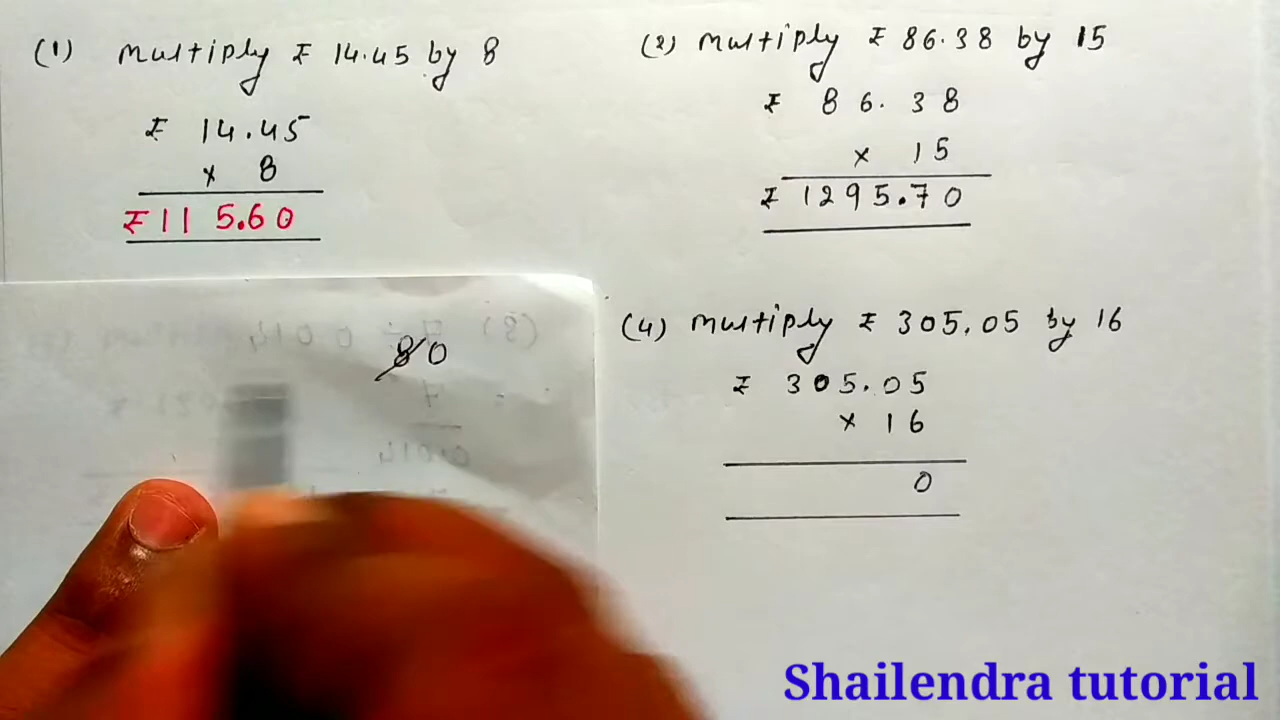 (1) multiply ₹ 14.45 by 8
₹ 14.45
× 8
₹115.60
(2) multiply ₹ 86.38 by 15
₹ 86.38
× 15
₹ 1295.70
80
(4) multiply ₹ 305.05 by 16
₹ 305.05
× 16
0
Shailendra tutorial